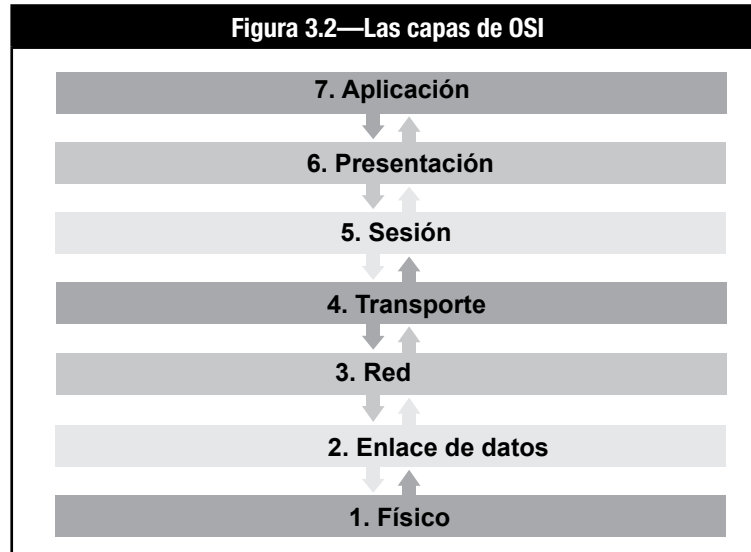 Figura 3.2—Las capas de OSI
7. Aplicación
6. Presentación
5. Sesión
4. Transporte
3. Red
2. Enlace de datos
1. Físico